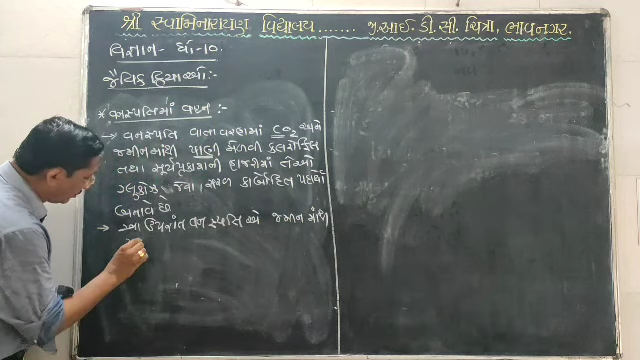 શ્રી સ્વામિનારાયણ વિદ્યાલય ....... જી.આઈ.ડી.સી. ચિત્રા, ભાવનગર.
વિજ્ઞાન - ધો-૧૦.
જૈવિક ક્રિયાઓ :-
* વનસ્પતિમાં વહન :-
→ વનસ્પતિ વાતાવરણમાં CO₂ અને
જમીનમાંથી પાણી મેળવી ક્લોરોફિલ
તથા સૂર્યપ્રકાશની હાજરીમાં તેઓ
ગ્લુકોઝ જેવા સરળ કાર્બોદિત પદાર્થો
બનાવે છે
→ આ ઉપરાંત વનસ્પતિ એ જમીન માંથી